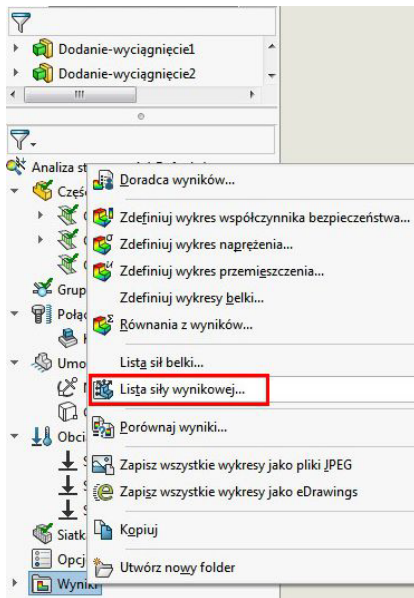 Dodanie-wyciągnięcie1
Dodanie-wyciągnięcie2
Analiza st
Częś
Grup
Połąc
Umo
Obci
Siatk
Opcj
Wyniki
Doradca wyników...
Zdefiniuj wykres współczynnika bezpieczeństwa...
Zdefiniuj wykres naprężenia...
Zdefiniuj wykres przemieszczenia...
Zdefiniuj wykresy belki...
Równania z wyników...
Lista sił belki...
Lista siły wynikowej...
Porównaj wyniki...
Zapisz wszystkie wykresy jako pliki JPEG
Zapisz wszystkie wykresy jako eDrawings
Kopiuj
Utwórz nowy folder